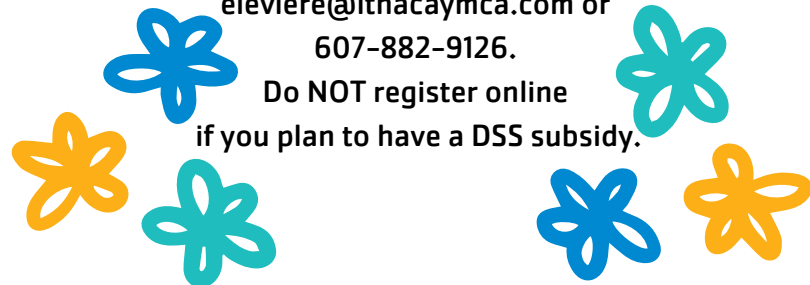 eleviere@ithacaymca.com or
607-882-9126.
Do NOT register online
if you plan to have a DSS subsidy.